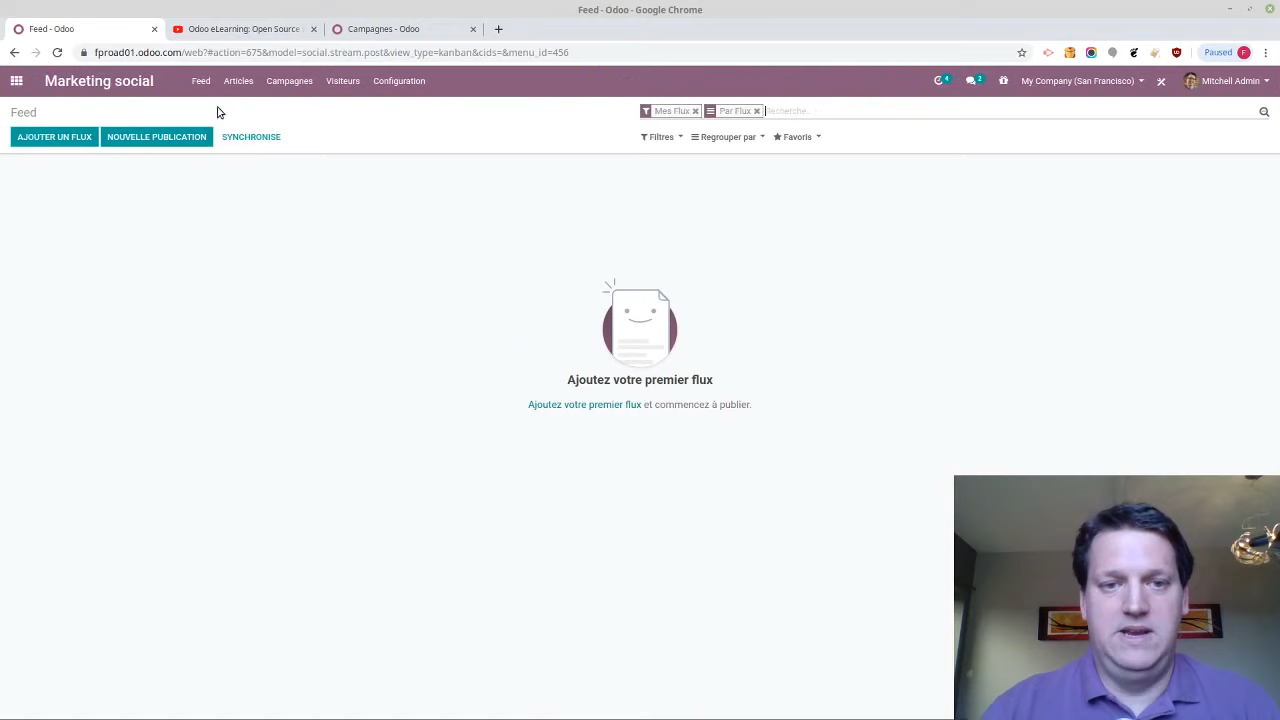 Feed - Odoo - Google Chrome
Feed - Odoo
Odoo eLearning: Open Source
Campagnes - Odoo
fproad01.odoo.com/web?#action=675&model=social.stream.post&view_type=kanban&cids=&menu_id=456
Paused F
Marketing social Feed Articles Campagnes Visiteurs Configuration 4 2 My Company (San Francisco) Mitchell Admin
Feed Mes Flux Par Flux Recherche...
AJOUTER UN FLUX NOUVELLE PUBLICATION SYNCHRONISE Filtres Regrouper par Favoris
Ajoutez votre premier flux
Ajoutez votre premier flux et commencez à publier.